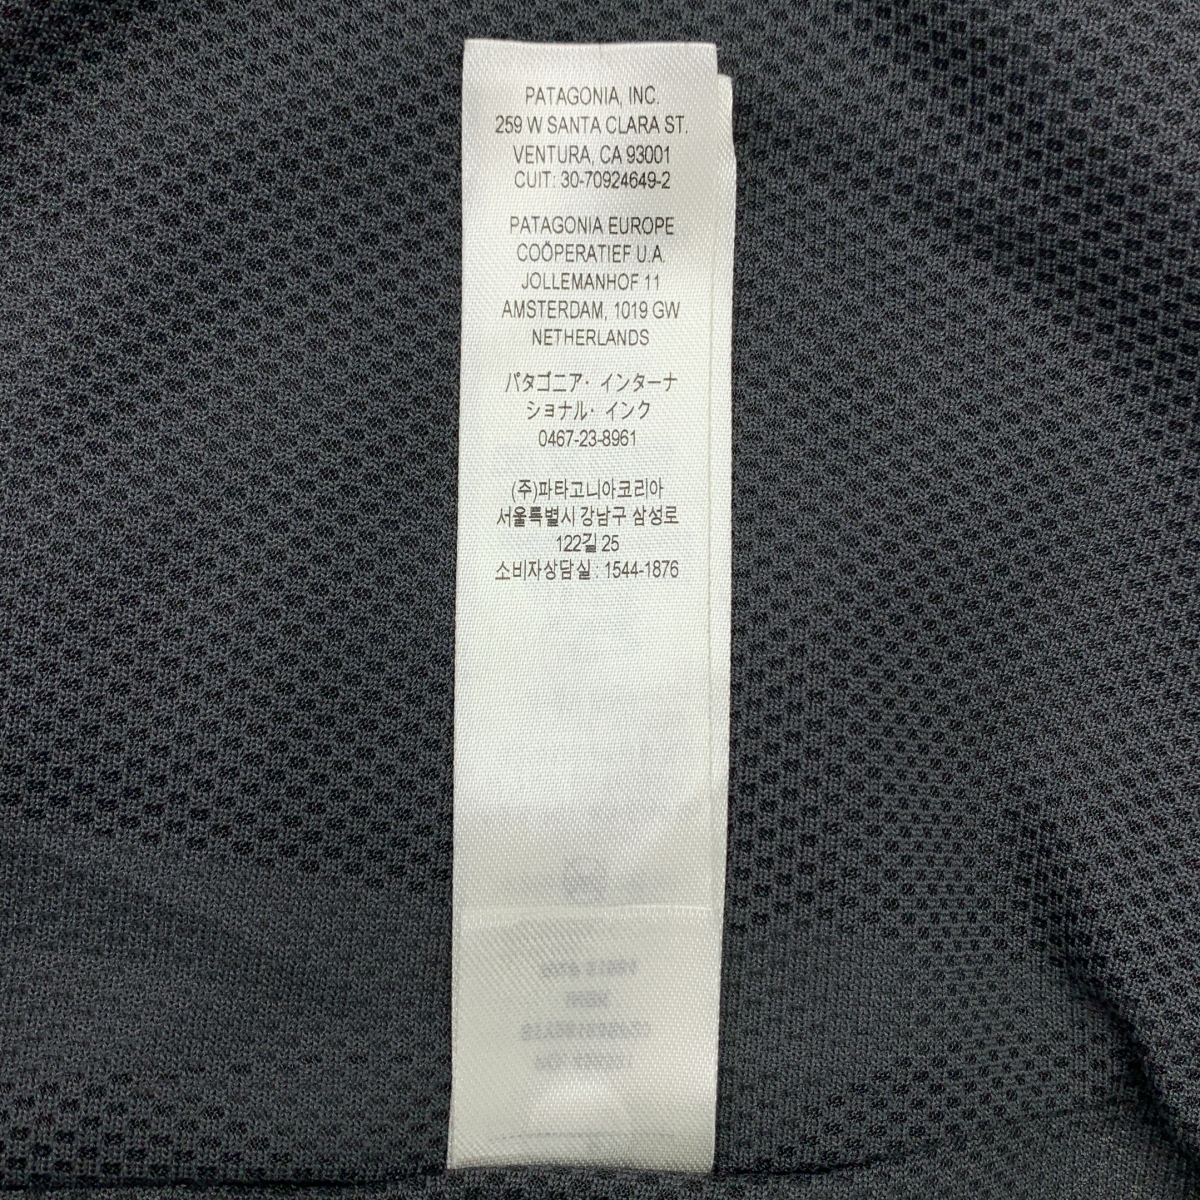 PATAGONIA, INC.
259 W SANTA CLARA ST.
VENTURA, CA 93001
CUIT: 30-70924649-2
PATAGONIA EUROPE
COÖPERATIEF U.A.
JOLLEMANHOF 11
AMSTERDAM, 1019 GW
NETHERLANDS
パタゴニア・インターナ
ショナル・インク
0467-23-8961
(주)파타고니아코리아
서울특별시 강남구 삼성로
122길 25
소비자상담실 : 1544-1876